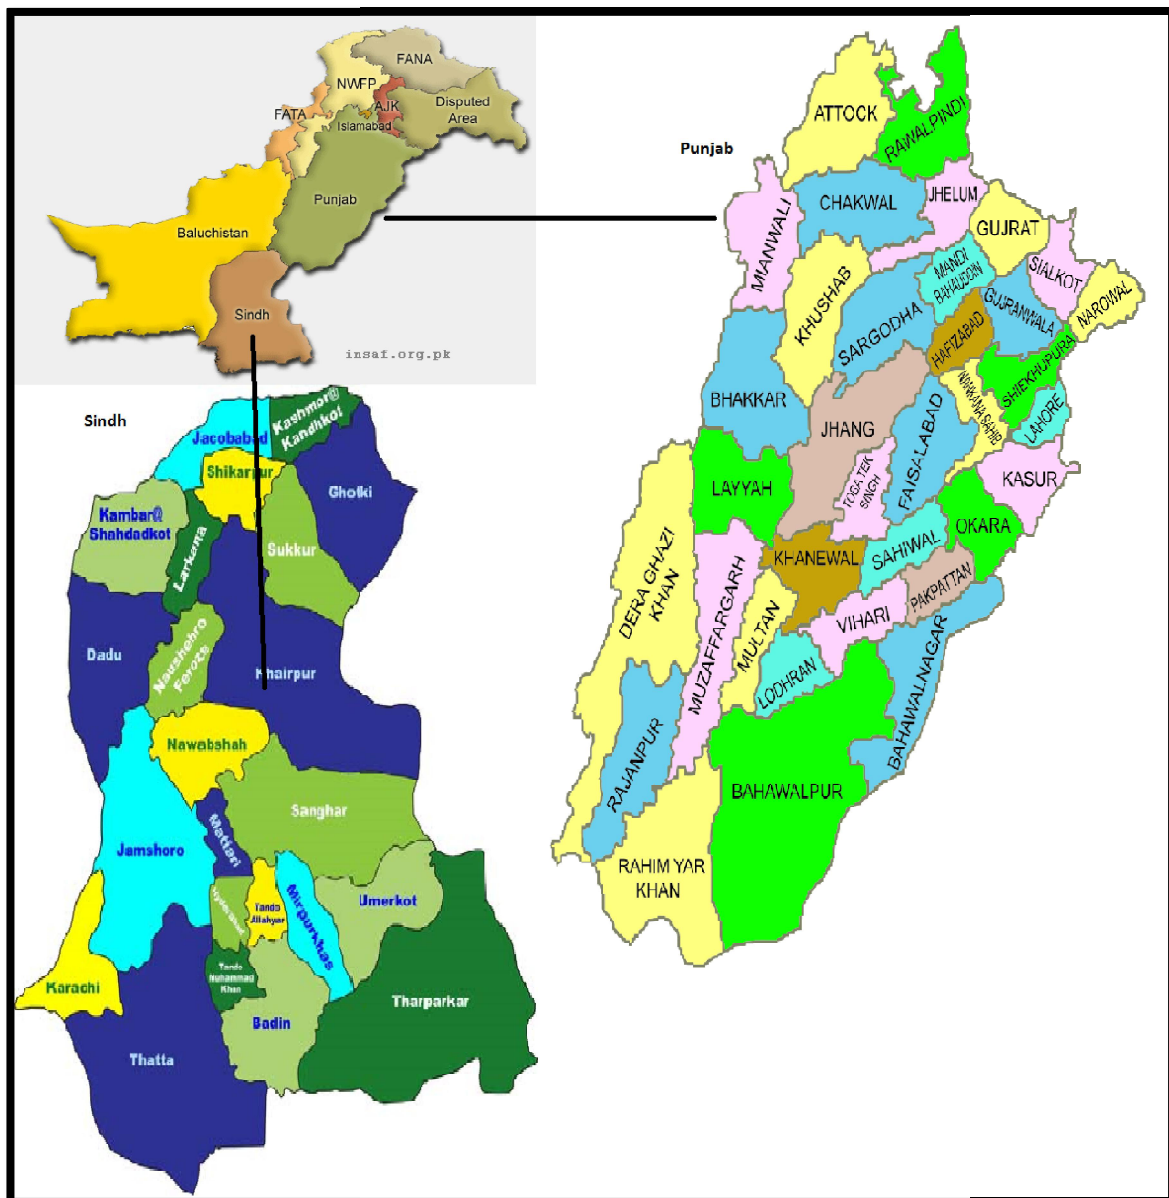 FANA
NWFP
AJK
Disputed
Area
FATA
Islamabad
Punjab
Baluchistan
Sindh
insaf.org.pk
Punjab
ATTOCK
RAWALPINDI
CHAKWAL
JHELUM
MIANWALI
GUJRAT
KHUSHAB
MANDI
BAHAUDDIN
SIALKOT
SARGODHA
GUJRANWALA
NAROWAL
HAFIZABAD
SHIEKHUPURA
BHAKKAR
NANKANA SAHIB
LAHORE
JHANG
FAISALABAD
KASUR
LAYYAH
TOBA TEK
SINGH
OKARA
KHANEWAL
SAHIWAL
DERA GHAZI
KHAN
MUZAFFARGARH
PAKPATTAN
VIHARI
MULTAN
LODHRAN
BAHAWALNAGAR
RAJANPUR
BAHAWALPUR
RAHIM YAR
KHAN
Sindh
Jacobabad
Kashmor@
Kandhkot
Shikarpur
Ghotki
Kambar@
Shahdadkot
Larkana
Sukkur
Dadu
Naushehro
Feroze
Khairpur
Nawabshah
Sanghar
Matiari
Jamshoro
Hyderabad
Tando
Allahyar
Mirpurkhas
Umerkot
Karachi
Tando
Muhammad
Khan
Tharparkar
Badin
Thatta